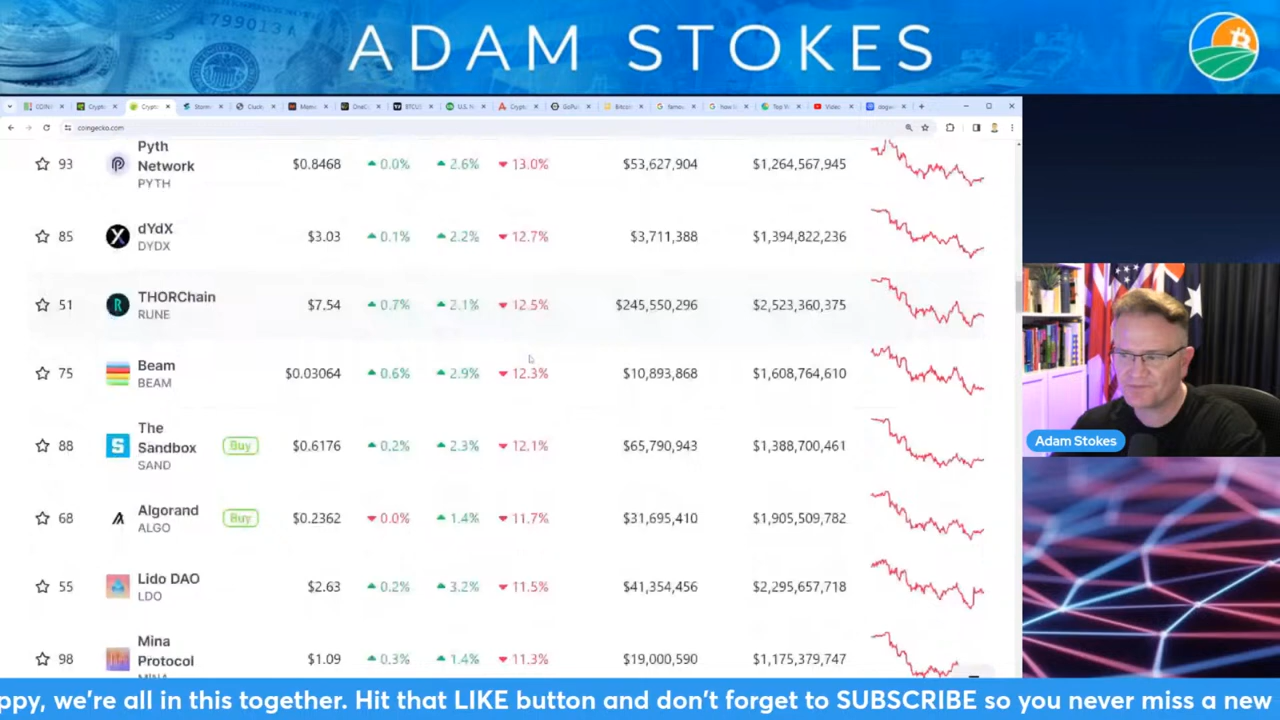 ADAM STOKES
coingecko.com
Pyth
Network
PYTH
93 $0.8468 0.0% 2.6% 13.0% $53,627,904 $1,264,567,945
dYdX
85 $3.03 0.1% 2.2% 12.7% $3,711,388 $1,394,822,236
DYDX
THORChain
51 $7.54 0.7% 2.1% 12.5% $245,550,296 $2,523,360,375
RUNE
Beam
75 $0.03064 0.6% 2.9% 12.3% $10,893,868 $1,608,764,610
BEAM
The
Sandbox
88 Buy $0.6176 0.2% 2.3% 12.1% $65,790,943 $1,388,700,461
SAND
Algorand
68 Buy $0.2362 0.0% 1.4% 11.7% $31,695,410 $1,905,509,782
ALGO
Lido DAO
55 $2.63 0.2% 3.2% 11.5% $41,354,456 $2,295,657,718
LDO
Mina
Protocol
98 $1.09 0.3% 1.4% 11.3% $19,000,590 $1,175,379,747
Adam Stokes
ppy, we're all in this together. Hit that LIKE button and don't forget to SUBSCRIBE so you never miss a new